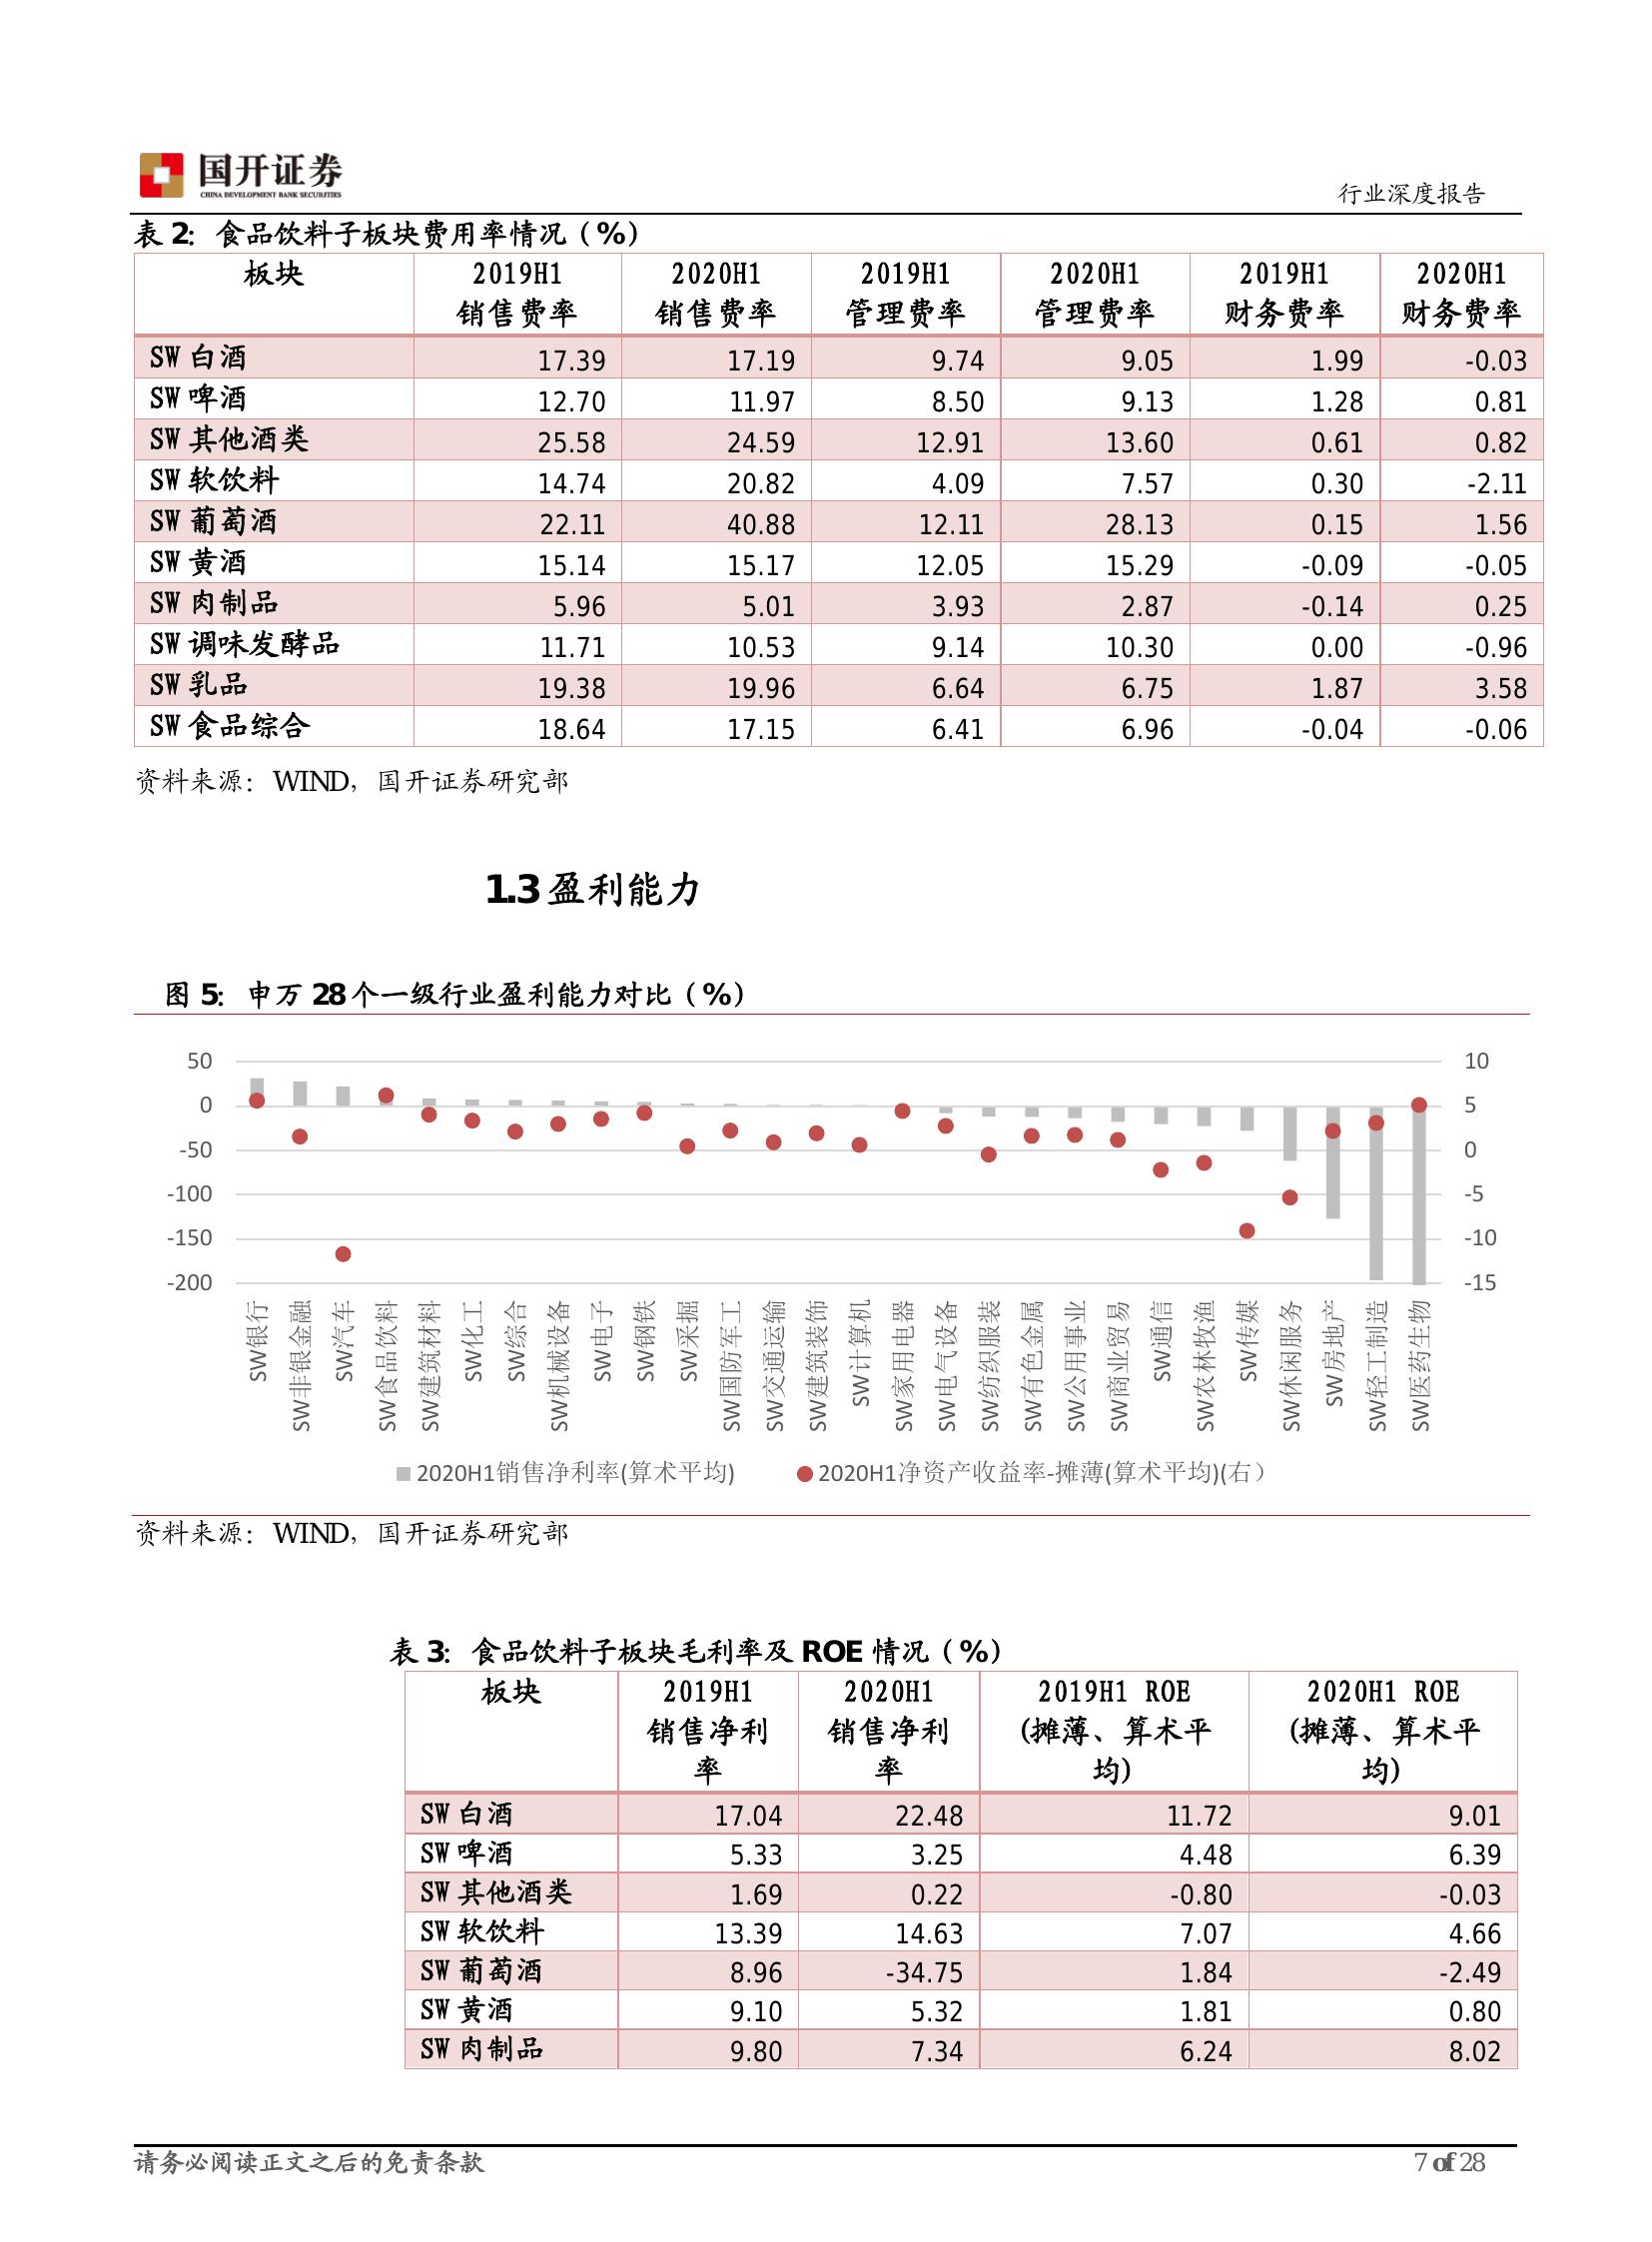 国开证券
CHINA DEVELOPMENT BANK SECURITIES
行业深度报告
表 2：食品饮料子板块费用率情况（%）
板块 2019H1 销售费率 2020H1 销售费率 2019H1 管理费率 2020H1 管理费率 2019H1 财务费率 2020H1 财务费率
SW 白酒 17.39 17.19 9.74 9.05 1.99 -0.03
SW 啤酒 12.70 11.97 8.50 9.13 1.28 0.81
SW 其他酒类 25.58 24.59 12.91 13.60 0.61 0.82
SW 软饮料 14.74 20.82 4.09 7.57 0.30 -2.11
SW 葡萄酒 22.11 40.88 12.11 28.13 0.15 1.56
SW 黄酒 15.14 15.17 12.05 15.29 -0.09 -0.05
SW 肉制品 5.96 5.01 3.93 2.87 -0.14 0.25
SW 调味发酵品 11.71 10.53 9.14 10.30 0.00 -0.96
SW 乳品 19.38 19.96 6.64 6.75 1.87 3.58
SW 食品综合 18.64 17.15 6.41 6.96 -0.04 -0.06
资料来源：WIND，国开证券研究部
1.3 盈利能力
图 5：申万 28 个一级行业盈利能力对比（%）
50 10
0 5
-50 0
-100 -5
-150 -10
-200 -15
SW银行
SW非银金融
SW汽车
SW食品饮料
SW建筑材料
SW化工
SW综合
SW机械设备
SW电子
SW钢铁
SW采掘
SW国防军工
SW交通运输
SW建筑装饰
SW计算机
SW家用电器
SW电气设备
SW纺织服装
SW有色金属
SW公用事业
SW商业贸易
SW通信
SW农林牧渔
SW传媒
SW休闲服务
SW房地产
SW轻工制造
SW医药生物
2020H1销售净利率(算术平均) 2020H1净资产收益率-摊薄(算术平均)(右）
资料来源：WIND，国开证券研究部
表 3：食品饮料子板块毛利率及 ROE 情况（%）
板块 2019H1 销售净利率 2020H1 销售净利率 2019H1 ROE (摊薄、算术平均) 2020H1 ROE (摊薄、算术平均)
SW 白酒 17.04 22.48 11.72 9.01
SW 啤酒 5.33 3.25 4.48 6.39
SW 其他酒类 1.69 0.22 -0.80 -0.03
SW 软饮料 13.39 14.63 7.07 4.66
SW 葡萄酒 8.96 -34.75 1.84 -2.49
SW 黄酒 9.10 5.32 1.81 0.80
SW 肉制品 9.80 7.34 6.24 8.02
请务必阅读正文之后的免责条款
7 of 28